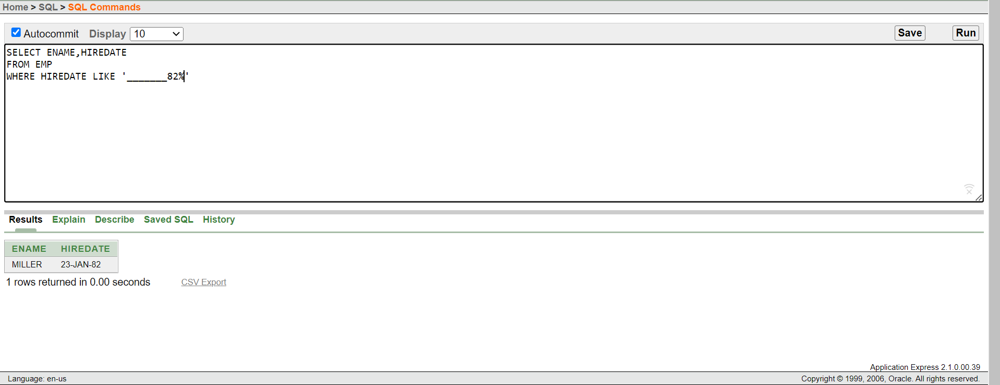 Home > SQL > SQL Commands
Autocommit Display 10 Save Run
SELECT ENAME,HIREDATE
FROM EMP
WHERE HIREDATE LIKE '_______82%'
Results Explain Describe Saved SQL History
ENAME HIREDATE
MILLER 23-JAN-82
1 rows returned in 0.00 seconds CSV Export
Application Express 2.1.0.00.39
Language: en-us Copyright © 1999, 2006, Oracle. All rights reserved.